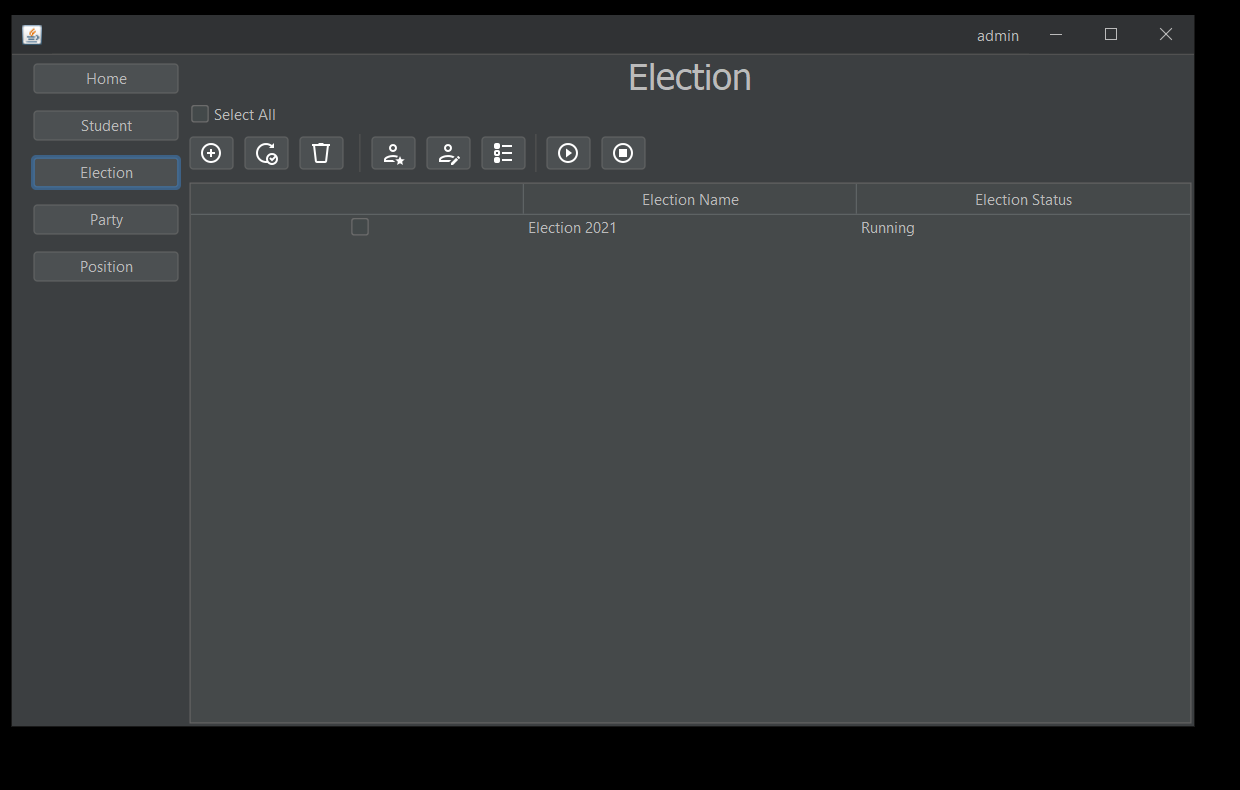 admin
Home
Student
Election
Party
Position
Election
Select All
Election Name Election Status
Election 2021 Running